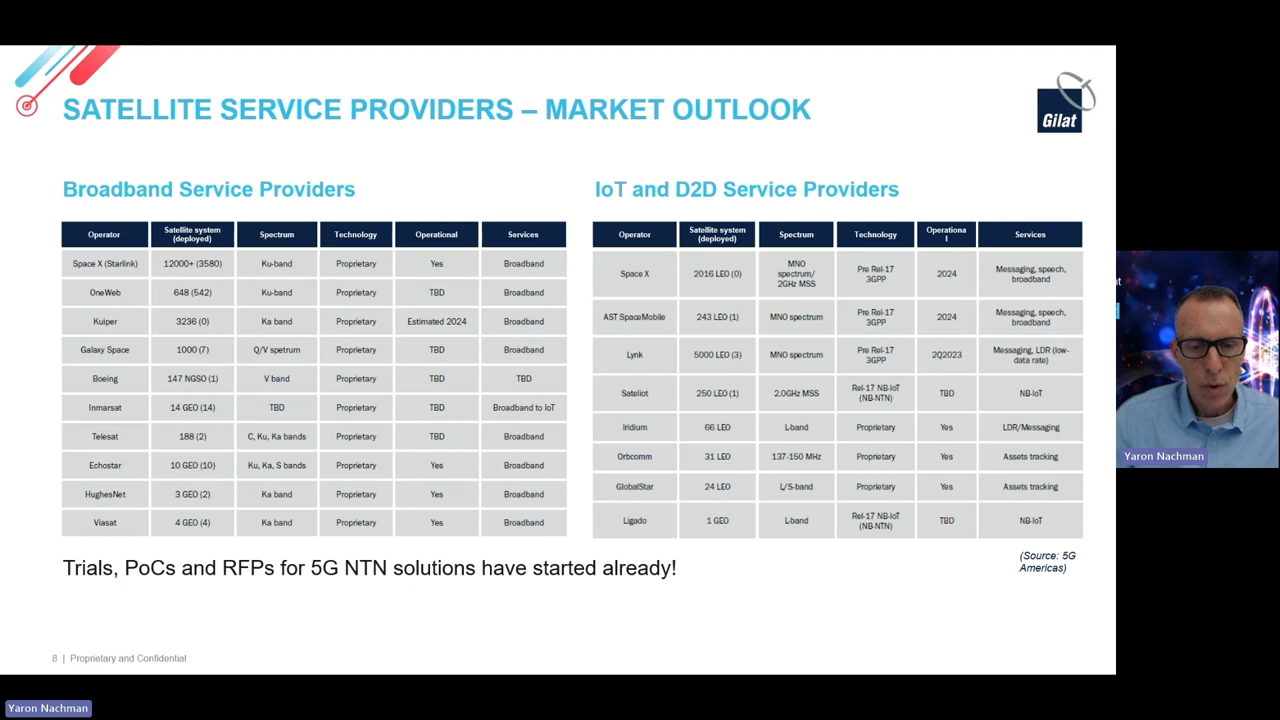 SATELLITE SERVICE PROVIDERS – MARKET OUTLOOK
Gilat
Broadband Service Providers
Operator Satellite system (deployed) Spectrum Technology Operational Services
Space X (Starlink) 12000+ (3580) Ku-band Proprietary Yes Broadband
OneWeb 648 (542) Ku-band Proprietary TBD Broadband
Kuiper 3236 (0) Ka band Proprietary Estimated 2024 Broadband
Galaxy Space 1000 (7) Q/V spetrum Proprietary TBD Broadband
Boeing 147 NGSO (1) V band Proprietary TBD TBD
Inmarsat 14 GEO (14) TBD Proprietary TBD Broadband to IoT
Telesat 188 (2) C, Ku, Ka bands Proprietary TBD Broadband
Echostar 10 GEO (10) Ku, Ka, S bands Proprietary Yes Broadband
HughesNet 3 GEO (2) Ka band Proprietary Yes Broadband
Viasat 4 GEO (4) Ka band Proprietary Yes Broadband
IoT and D2D Service Providers
Operator Satellite system (deployed) Spectrum Technology Operational Services
Space X 2016 LEO (0) MNO spectrum/ 2GHz MSS Pre Rel-17 3GPP 2024 Messaging, speech, broadband
AST SpaceMobile 243 LEO (1) MNO spectrum Pre Rel-17 3GPP 2024 Messaging, speech, broadband
Lynk 5000 LEO (3) MNO spectrum Pre Rel-17 3GPP 2Q2023 Messaging, LDR (low-data rate)
Sateliot 250 LEO (1) 2.0GHz MSS Rel-17 NB-IoT (NB-NTN) TBD NB-IoT
Iridium 66 LEO L-band Proprietary Yes LDR/Messaging
Orbcomm 31 LEO 137-150 MHz Proprietary Yes Assets tracking
GlobalStar 24 LEO L/S-band Proprietary Yes Assets tracking
Ligado 1 GEO L-band Rel-17 NB-IoT (NB-NTN) TBD NB-IoT
(Source: 5G
Americas)
Trials, PoCs and RFPs for 5G NTN solutions have started already!
8 | Proprietary and Confidential
Yaron Nachman
Yaron Nachman